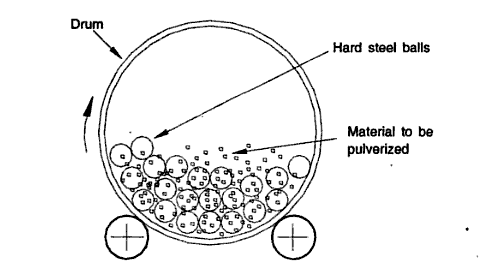 Drum
Hard steel balls
Material to be
pulverized